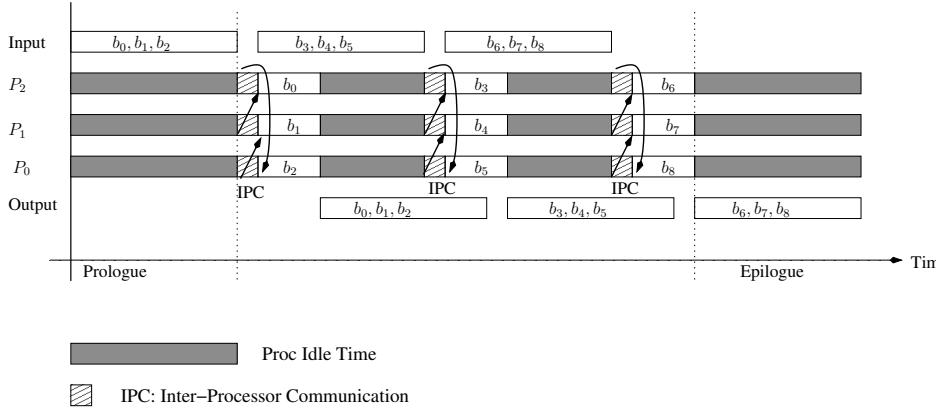 Input b₀, b₁, b₂ b₃, b₄, b₅ b₆, b₇, b₈
P₂ b₀ b₃ b₆
P₁ b₁ b₄ b₇
P₀ b₂ b₅ b₈
IPC IPC IPC
Output b₀, b₁, b₂ b₃, b₄, b₅ b₆, b₇, b₈
Tim
Prologue Epilogue
Proc Idle Time
IPC: Inter−Processor Communication